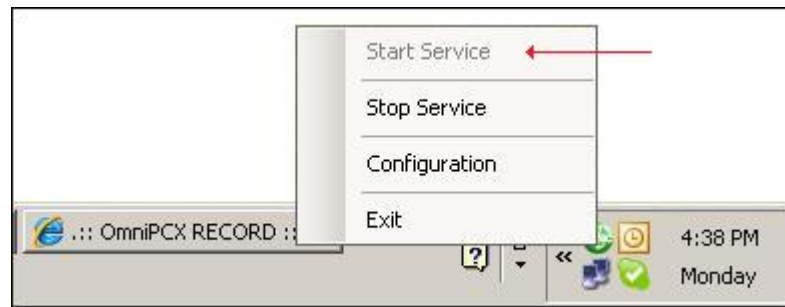 Start Service
Stop Service
Configuration
Exit
.:: OmniPCX RECORD ::
4:38 PM
Monday